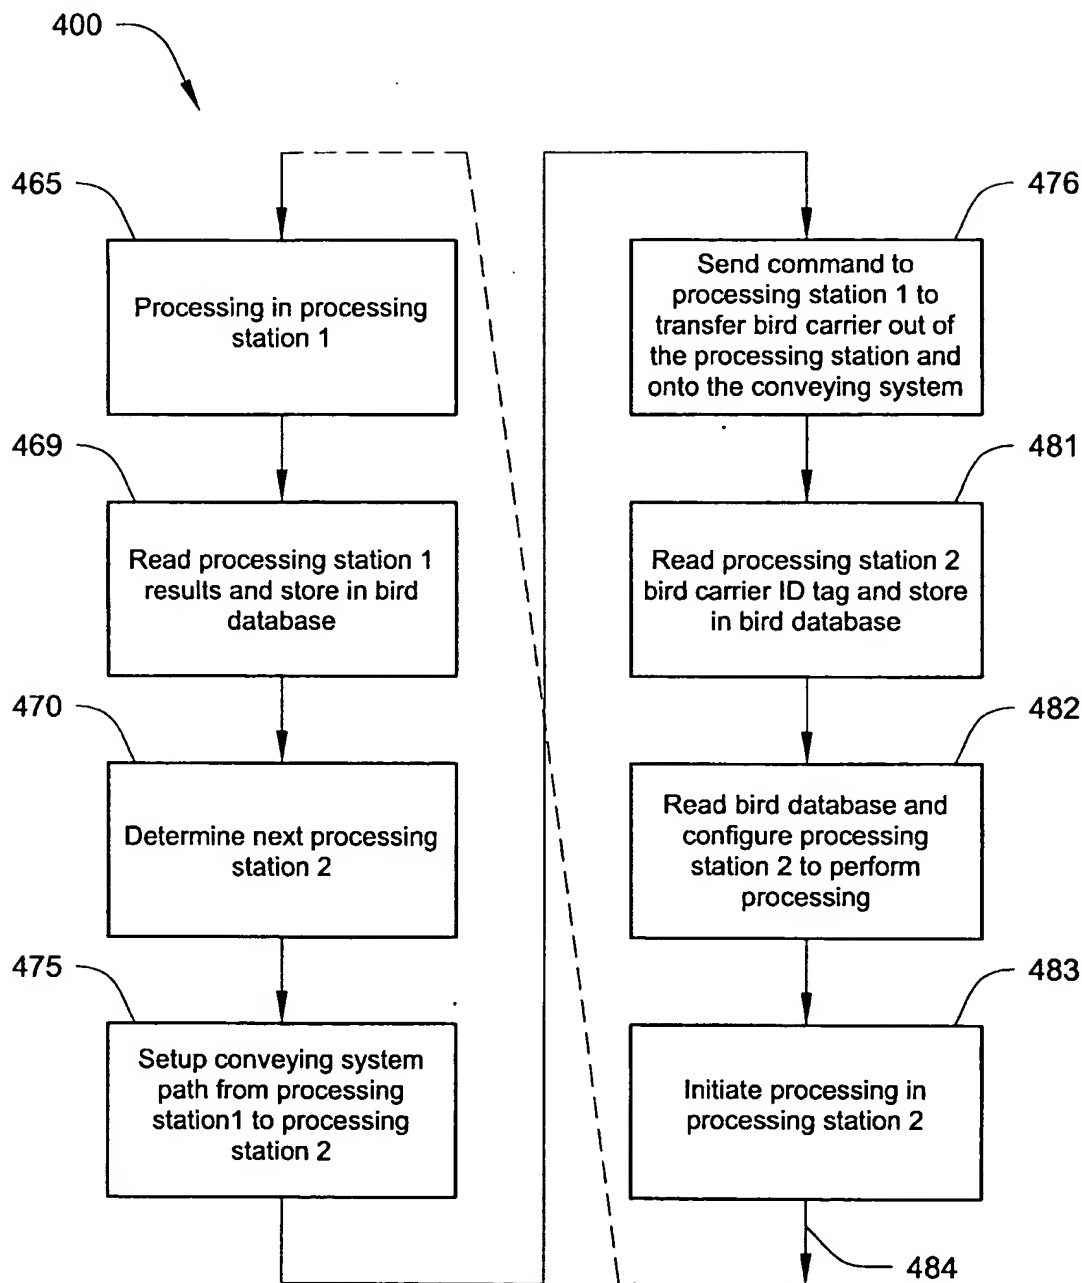 400
465
Processing in processing
station 1
469
Read processing station 1
results and store in bird
database
470
Determine next processing
station 2
475
Setup conveying system
path from processing
station1 to processing
station 2
476
Send command to
processing station 1 to
transfer bird carrier out of
the processing station and
onto the conveying system
481
Read processing station 2
bird carrier ID tag and store
in bird database
482
Read bird database and
configure processing
station 2 to perform
processing
483
Initiate processing in
processing station 2
484